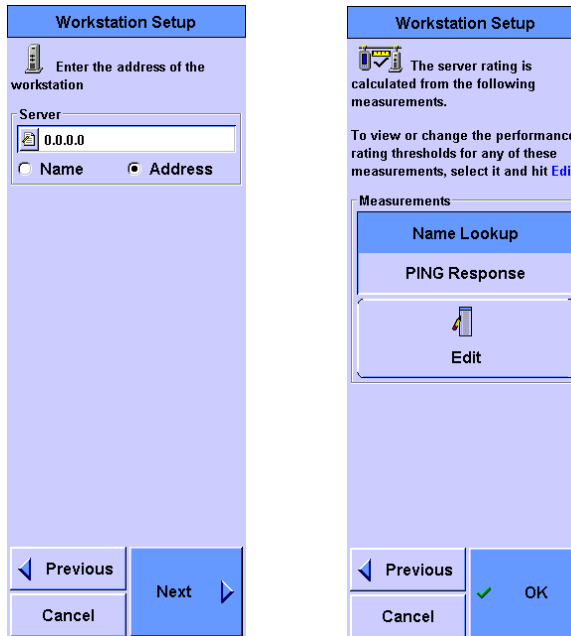 Workstation Setup
Enter the address of the
workstation
Server
0.0.0.0
Name
Address
Previous
Cancel
Next
Workstation Setup
The server rating is
calculated from the following
measurements.
To view or change the performance
rating thresholds for any of these
measurements, select it and hit Edi
Measurements
Name Lookup
PING Response
Edit
Previous
Cancel
OK